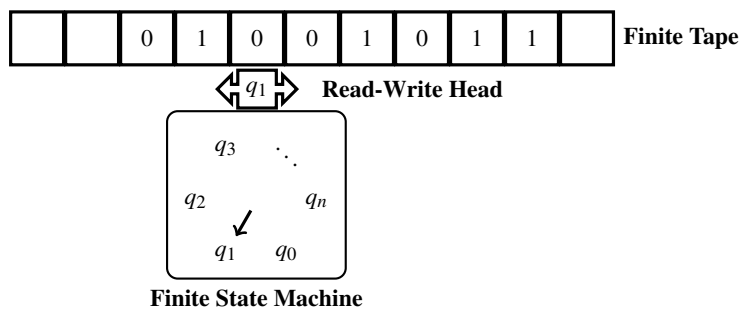 0 1 0 0 1 0 1 1 Finite Tape
q₁ Read-Write Head
q₃ ⋱
q₂ qₙ
q₁ q₀
Finite State Machine